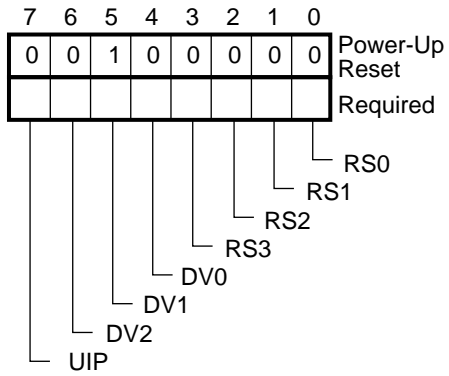 7 6 5 4 3 2 1 0
0 0 1 0 0 0 0 0 Power-Up
Reset
Required
RS0
RS1
RS2
RS3
DV0
DV1
DV2
UIP